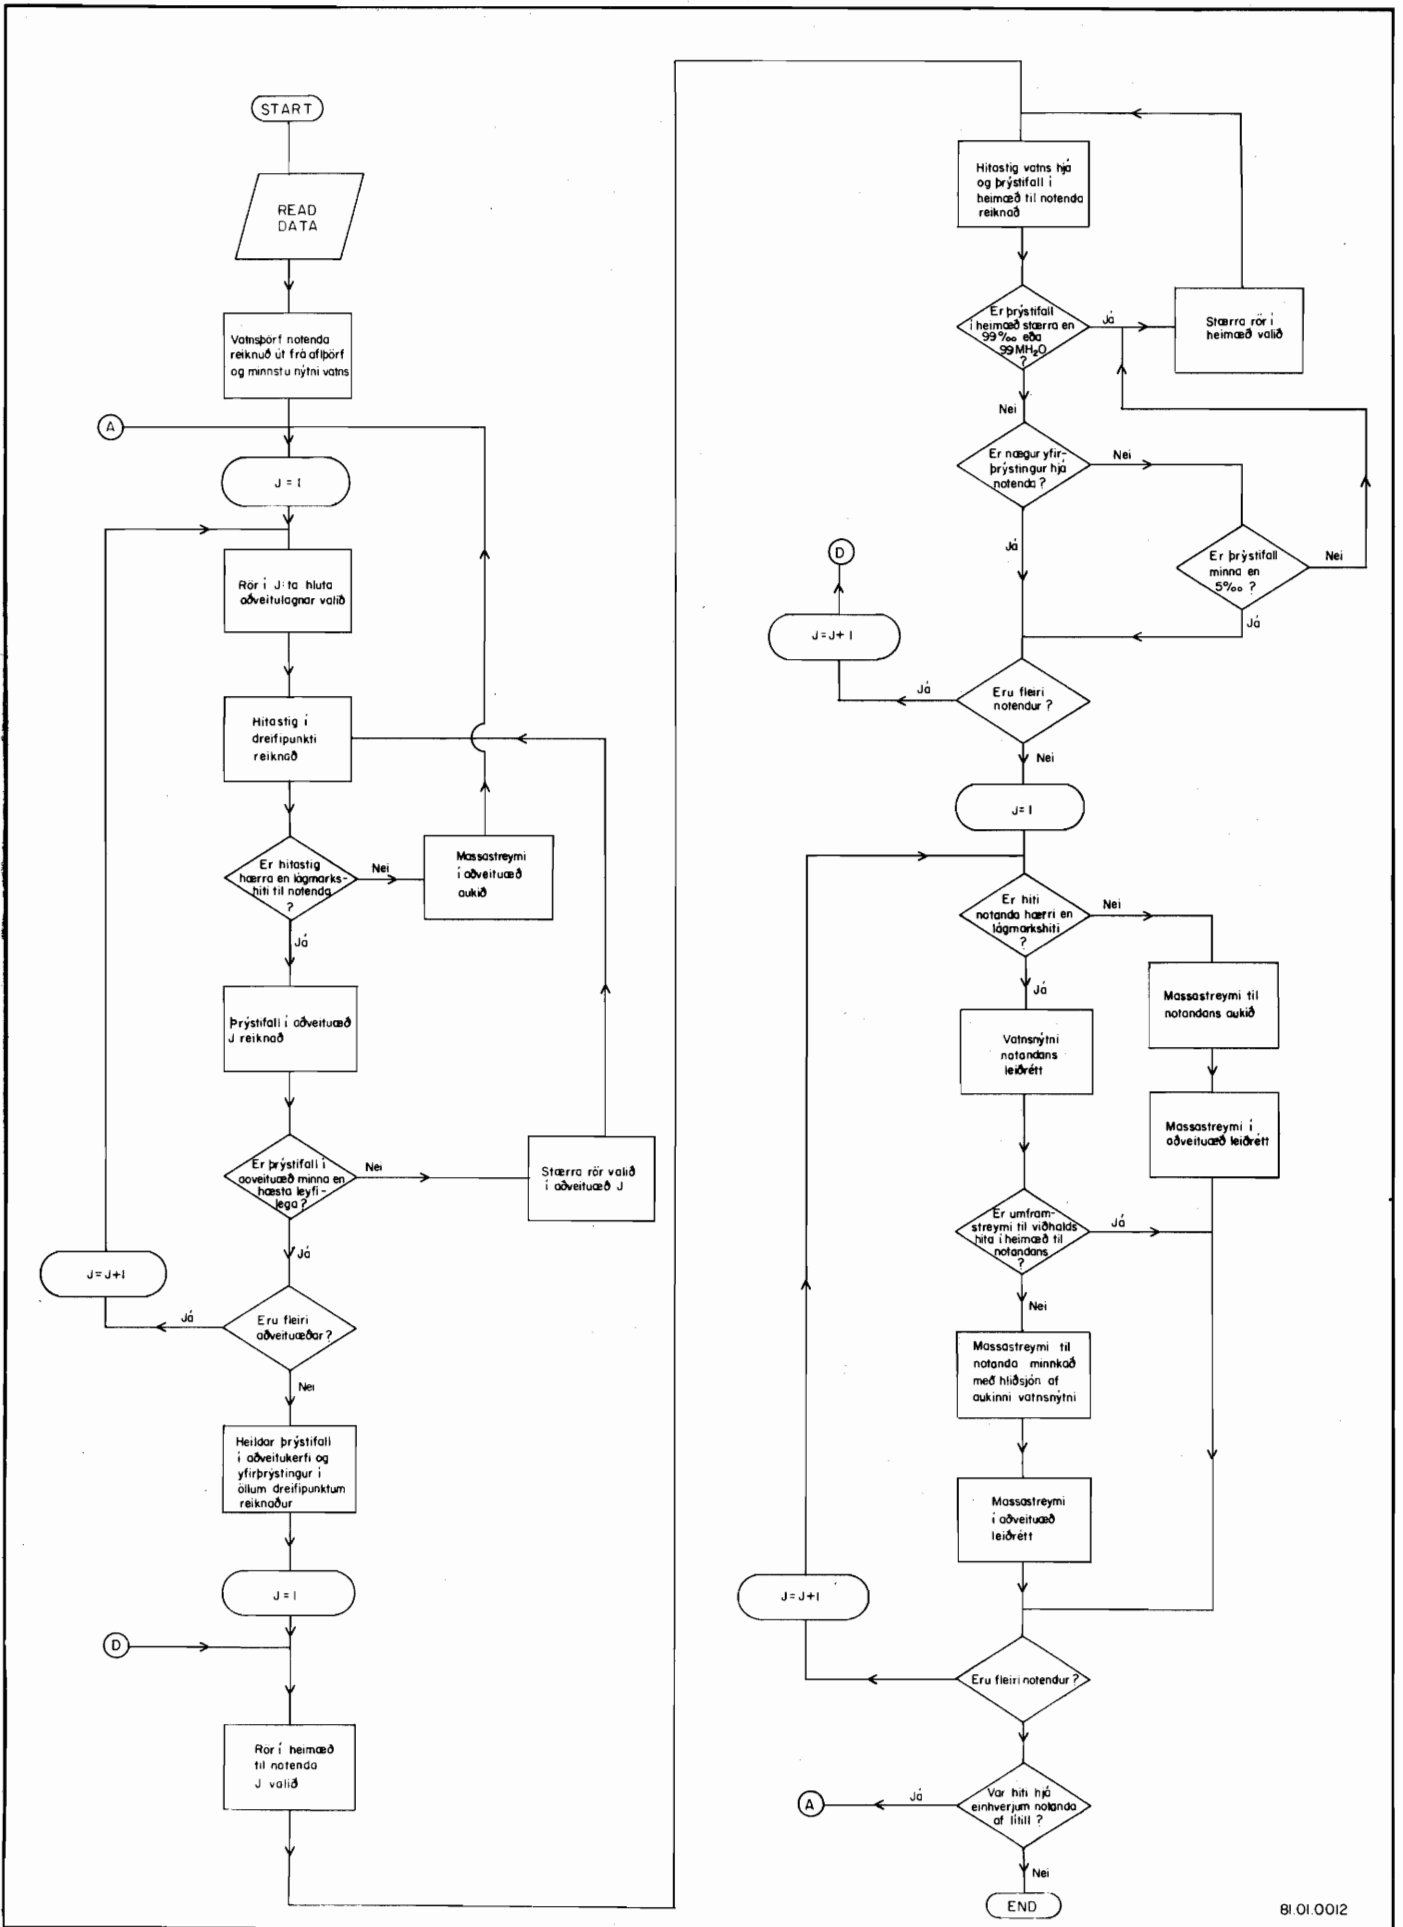 START
READ
DATA
Vatnsþörf notenda
reiknuð út frá aflþörf
og minnstu nýtni vatns
A
J = 1
Rör í J:ta hluta
aðveitulagnar valið
Hitastig í
dreifipunkti
reiknað
Er hitastig
hærra en lágmarks-
hiti til notenda
?
Nei
Massastreymi
í aðveituæð
aukið
Já
Þrýstifall í aðveituæð
J reiknað
Er þrýstifall í
aðveituæð minna en
hæsta leyfi-
lega ?
Nei
Stærra rör valið
í aðveituæð J
Já
J = J+1
Já
Eru fleiri
aðveituæðar ?
Nei
Heildar þrýstifall
í aðveitukerfi og
yfirþrýstingur í
öllum dreifipunktum
reiknaður
J = 1
D
Rör í heimæð
til notenda
J valið
Hitastig vatns hjá
og þrýstifall í
heimæð til notenda
reiknað
Er þrýstifall
í heimæð stærra en
99‰ eða
99 MH₂O
?
Já
Stærra rör í
heimæð valið
Nei
Er nægur yfir-
þrýstingur hjá
notenda ?
Nei
Já
Er þrýstifall
minna en
5‰ ?
Nei
Já
D
J = J + 1
Já
Eru fleiri
notendur ?
Nei
J = 1
Er hiti
notanda hærri en
lágmarkshiti
?
Nei
Massastreymi til
notandans aukið
Já
Vatnsnýtni
notandans
leiðrétt
Massastreymi í
aðveituæð leiðrétt
Er umfram-
streymi til viðhalds
hita í heimæð til
notandans
?
Já
Nei
Massastreymi til
notanda minnkað
með hliðsjón af
aukinni vatnsnýtni
Massastreymi
í aðveituæð
leiðrétt
J = J+1
Eru fleiri notendur ?
Var hiti hjá
einhverjum notanda
of lítill ?
Já
A
Nei
END
81.01.0012